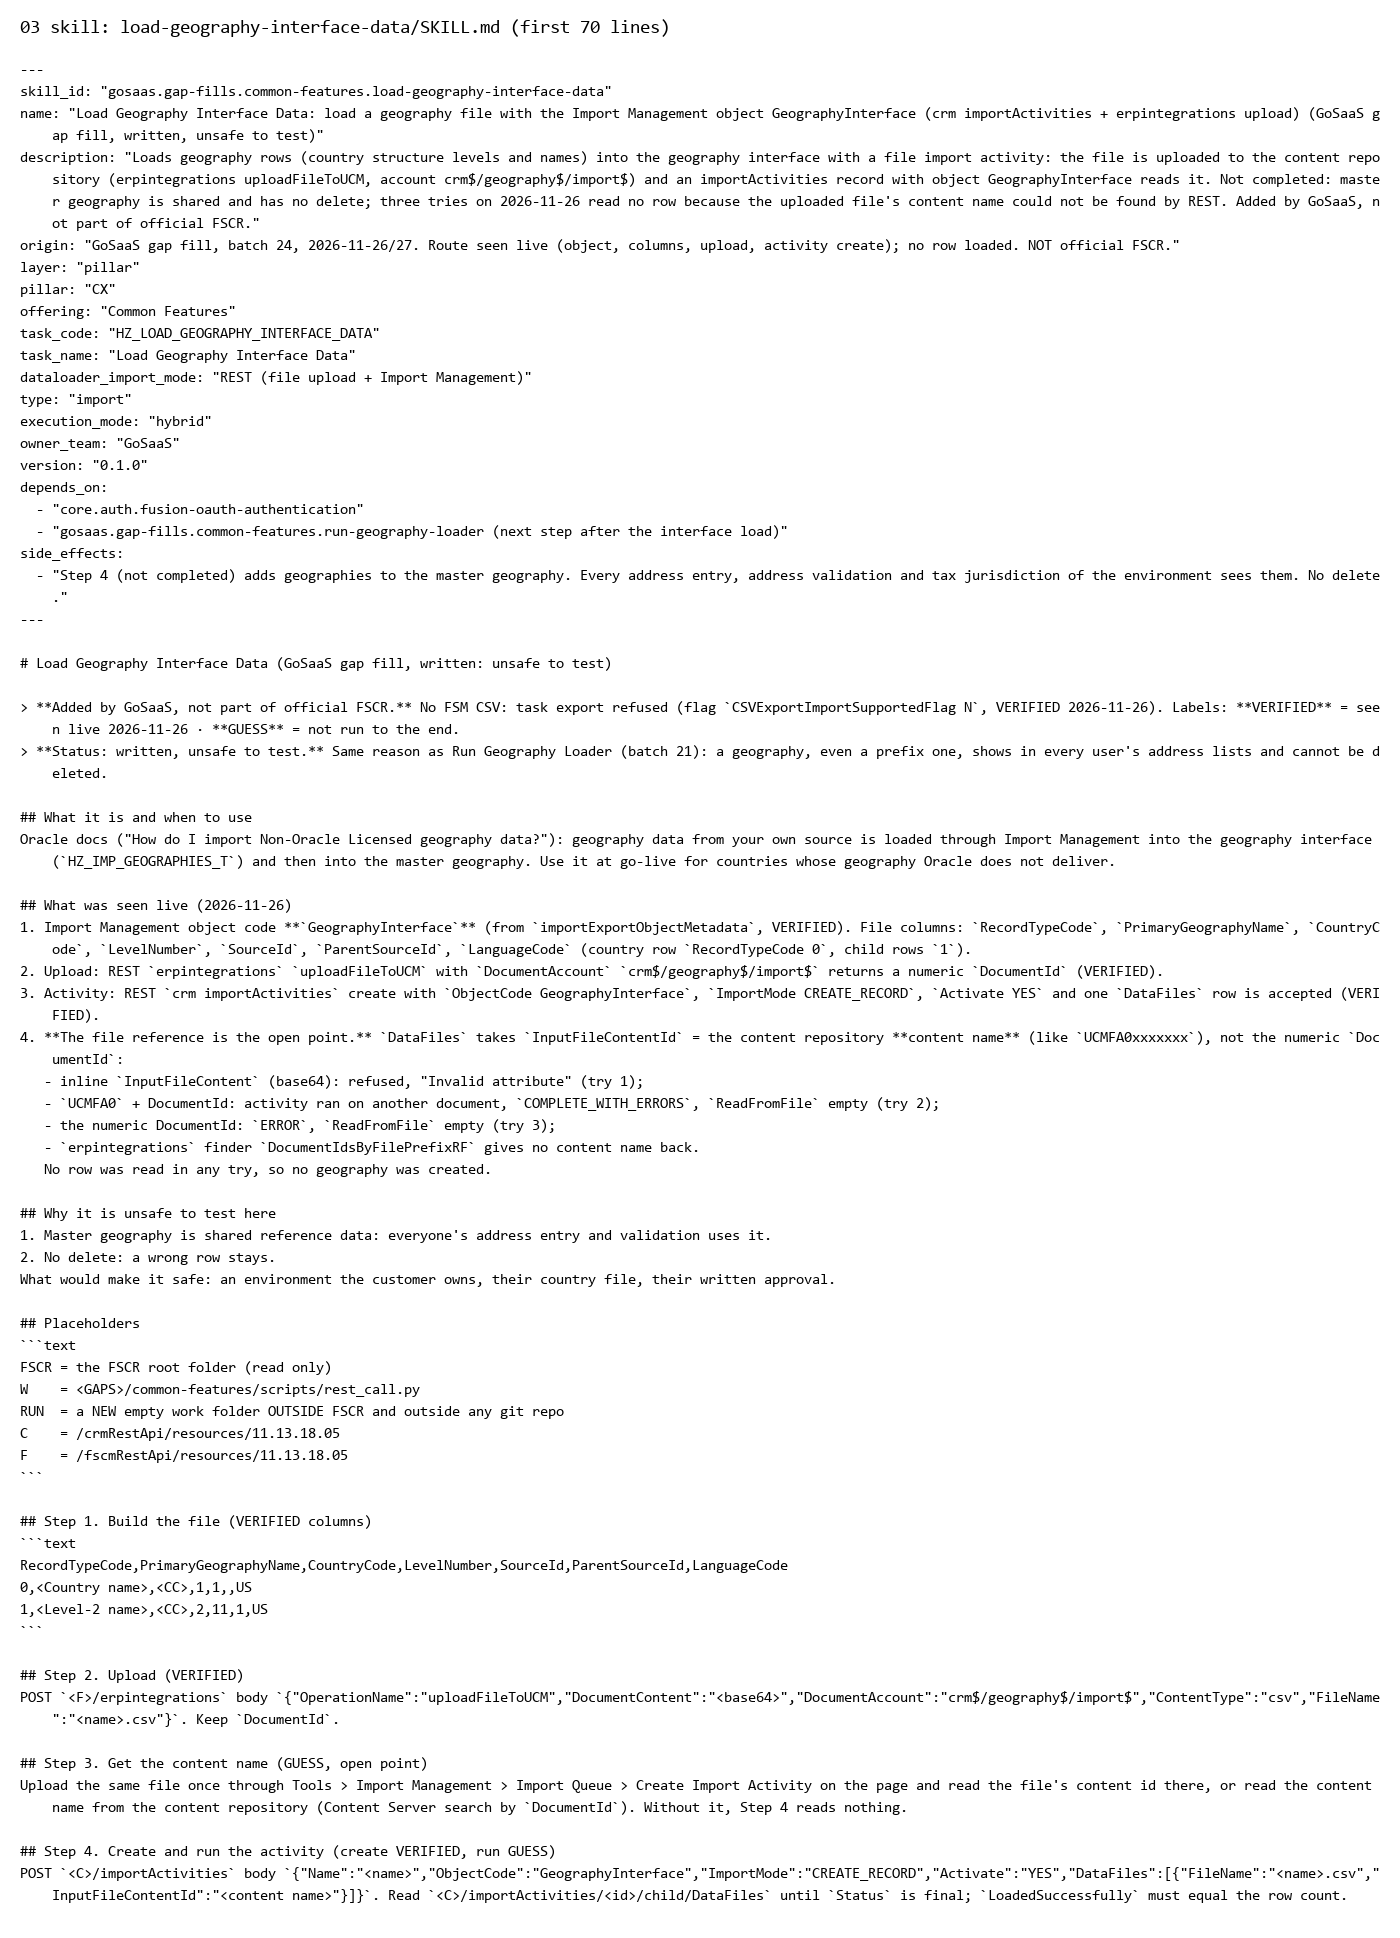 03 skill: load-geography-interface-data/SKILL.md (first 70 lines)
---
skill_id: "gosaas.gap-fills.common-features.load-geography-interface-data"
name: "Load Geography Interface Data: load a geography file with the Import Management object GeographyInterface (crm importActivities + erpintegrations upload) (GoSaaS g
ap fill, written, unsafe to test)"
description: "Loads geography rows (country structure levels and names) into the geography interface with a file import activity: the file is uploaded to the content repo
sitory (erpintegrations uploadFileToUCM, account crm$/geography$/import$) and an importActivities record with object GeographyInterface reads it. Not completed: maste
r geography is shared and has no delete; three tries on 2026-11-26 read no row because the uploaded file's content name could not be found by REST. Added by GoSaaS, n
ot part of official FSCR."
origin: "GoSaaS gap fill, batch 24, 2026-11-26/27. Route seen live (object, columns, upload, activity create); no row loaded. NOT official FSCR."
layer: "pillar"
pillar: "CX"
offering: "Common Features"
task_code: "HZ_LOAD_GEOGRAPHY_INTERFACE_DATA"
task_name: "Load Geography Interface Data"
dataloader_import_mode: "REST (file upload + Import Management)"
type: "import"
execution_mode: "hybrid"
owner_team: "GoSaaS"
version: "0.1.0"
depends_on:
  - "core.auth.fusion-oauth-authentication"
  - "gosaas.gap-fills.common-features.run-geography-loader (next step after the interface load)"
side_effects:
  - "Step 4 (not completed) adds geographies to the master geography. Every address entry, address validation and tax jurisdiction of the environment sees them. No delete
."
---
# Load Geography Interface Data (GoSaaS gap fill, written: unsafe to test)
> **Added by GoSaaS, not part of official FSCR.** No FSM CSV: task export refused (flag `CSVExportImportSupportedFlag N`, VERIFIED 2026-11-26). Labels: **VERIFIED** = see
n live 2026-11-26 · **GUESS** = not run to the end.
> **Status: written, unsafe to test.** Same reason as Run Geography Loader (batch 21): a geography, even a prefix one, shows in every user's address lists and cannot be d
eleted.
## What it is and when to use
Oracle docs ("How do I import Non-Oracle Licensed geography data?"): geography data from your own source is loaded through Import Management into the geography interface
(`HZ_IMP_GEOGRAPHIES_T`) and then into the master geography. Use it at go-live for countries whose geography Oracle does not deliver.
## What was seen live (2026-11-26)
1. Import Management object code **`GeographyInterface`** (from `importExportObjectMetadata`, VERIFIED). File columns: `RecordTypeCode`, `PrimaryGeographyName`, `CountryC
ode`, `LevelNumber`, `SourceId`, `ParentSourceId`, `LanguageCode` (country row `RecordTypeCode 0`, child rows `1`).
2. Upload: REST `erpintegrations` `uploadFileToUCM` with `DocumentAccount` `crm$/geography$/import$` returns a numeric `DocumentId` (VERIFIED).
3. Activity: REST `crm importActivities` create with `ObjectCode GeographyInterface`, `ImportMode CREATE_RECORD`, `Activate YES` and one `DataFiles` row is accepted (VERI
FIED).
4. **The file reference is the open point.** `DataFiles` takes `InputFileContentId` = the content repository **content name** (like `UCMFA0xxxxxxx`), not the numeric `Doc
umentId`:
   - inline `InputFileContent` (base64): refused, "Invalid attribute" (try 1);
   - `UCMFA0` + DocumentId: activity ran on another document, `COMPLETE_WITH_ERRORS`, `ReadFromFile` empty (try 2);
   - the numeric DocumentId: `ERROR`, `ReadFromFile` empty (try 3);
   - `erpintegrations` finder `DocumentIdsByFilePrefixRF` gives no content name back.
   No row was read in any try, so no geography was created.
## Why it is unsafe to test here
1. Master geography is shared reference data: everyone's address entry and validation uses it.
2. No delete: a wrong row stays.
What would make it safe: an environment the customer owns, their country file, their written approval.
## Placeholders
```text
FSCR = the FSCR root folder (read only)
W    = <GAPS>/common-features/scripts/rest_call.py
RUN  = a NEW empty work folder OUTSIDE FSCR and outside any git repo
C    = /crmRestApi/resources/11.13.18.05
F    = /fscmRestApi/resources/11.13.18.05
```
## Step 1. Build the file (VERIFIED columns)
```text
RecordTypeCode,PrimaryGeographyName,CountryCode,LevelNumber,SourceId,ParentSourceId,LanguageCode
0,<Country name>,<CC>,1,1,,US
1,<Level-2 name>,<CC>,2,11,1,US
```
## Step 2. Upload (VERIFIED)
POST `<F>/erpintegrations` body `{"OperationName":"uploadFileToUCM","DocumentContent":"<base64>","DocumentAccount":"crm$/geography$/import$","ContentType":"csv","FileName
":"<name>.csv"}`. Keep `DocumentId`.
## Step 3. Get the content name (GUESS, open point)
Upload the same file once through Tools > Import Management > Import Queue > Create Import Activity on the page and read the file's content id there, or read the content
name from the content repository (Content Server search by `DocumentId`). Without it, Step 4 reads nothing.
## Step 4. Create and run the activity (create VERIFIED, run GUESS)
POST `<C>/importActivities` body `{"Name":"<name>","ObjectCode":"GeographyInterface","ImportMode":"CREATE_RECORD","Activate":"YES","DataFiles":[{"FileName":"<name>.csv","
InputFileContentId":"<content name>"}]}`. Read `<C>/importActivities/<id>/child/DataFiles` until `Status` is final; `LoadedSuccessfully` must equal the row count.